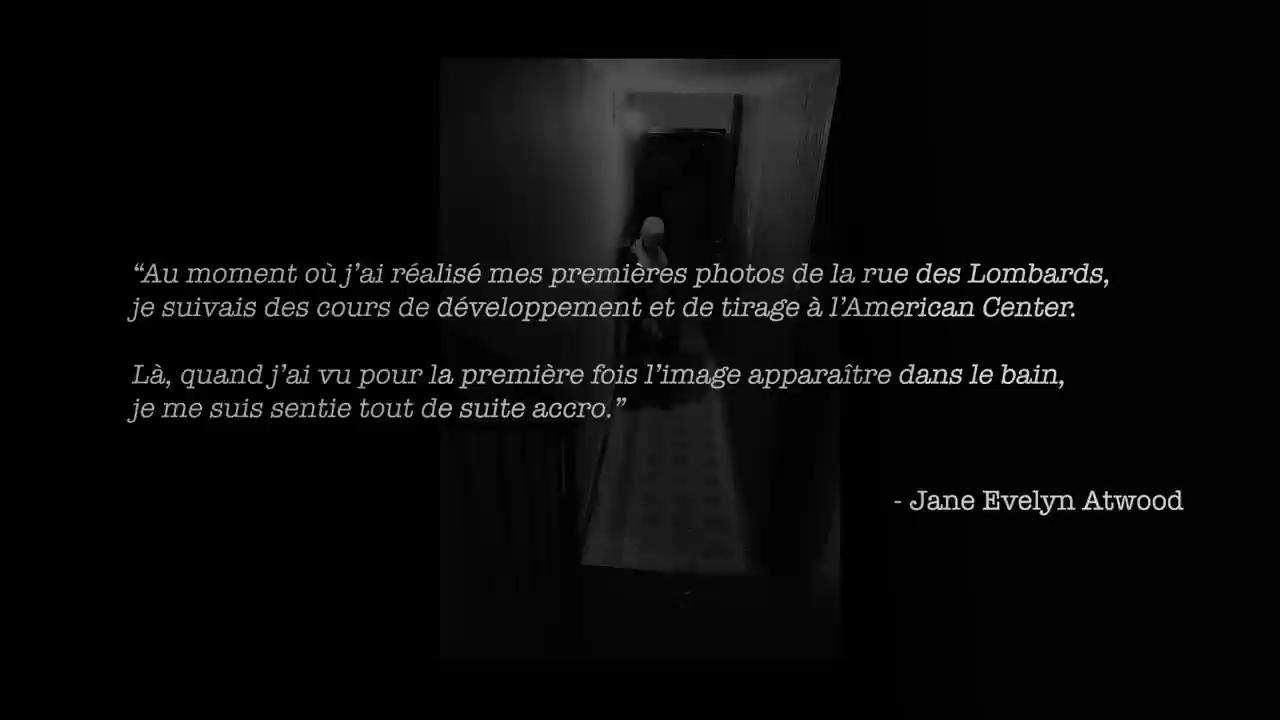 “Au moment où j’ai réalisé mes premières photos de la rue des Lombards,
je suivais des cours de développement et de tirage à l’American Center.
Là, quand j’ai vu pour la première fois l’image apparaître dans le bain,
je me suis sentie tout de suite accro.”
- Jane Evelyn Atwood